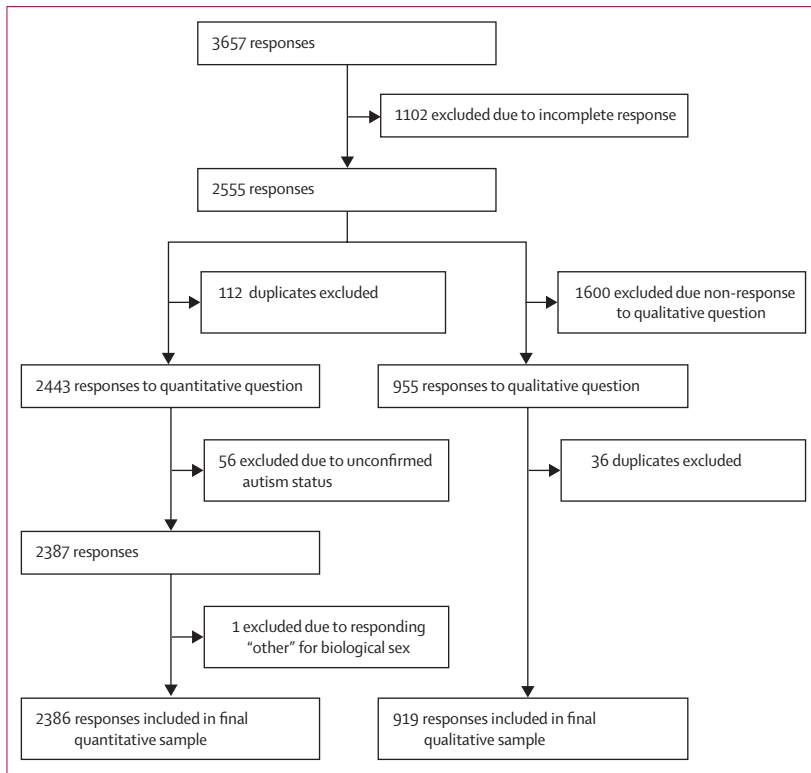 3657 responses
1102 excluded due to incomplete response
2555 responses
112 duplicates excluded
1600 excluded due non-response
to qualitative question
2443 responses to quantitative question
955 responses to qualitative question
56 excluded due to unconfirmed
autism status
36 duplicates excluded
2387 responses
1 excluded due to responding
“other” for biological sex
2386 responses included in final
quantitative sample
919 responses included in final
qualitative sample